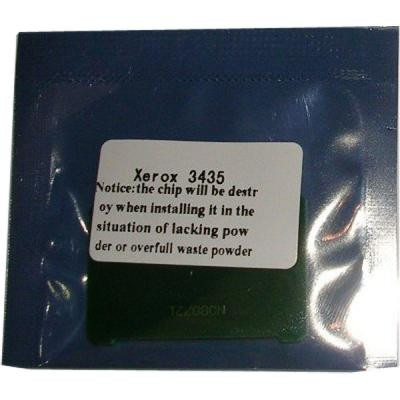 Xerox 3435
Notice:the chip will be destr
oy when installing it in the
situation of lacking pow
der or overfull waste powder